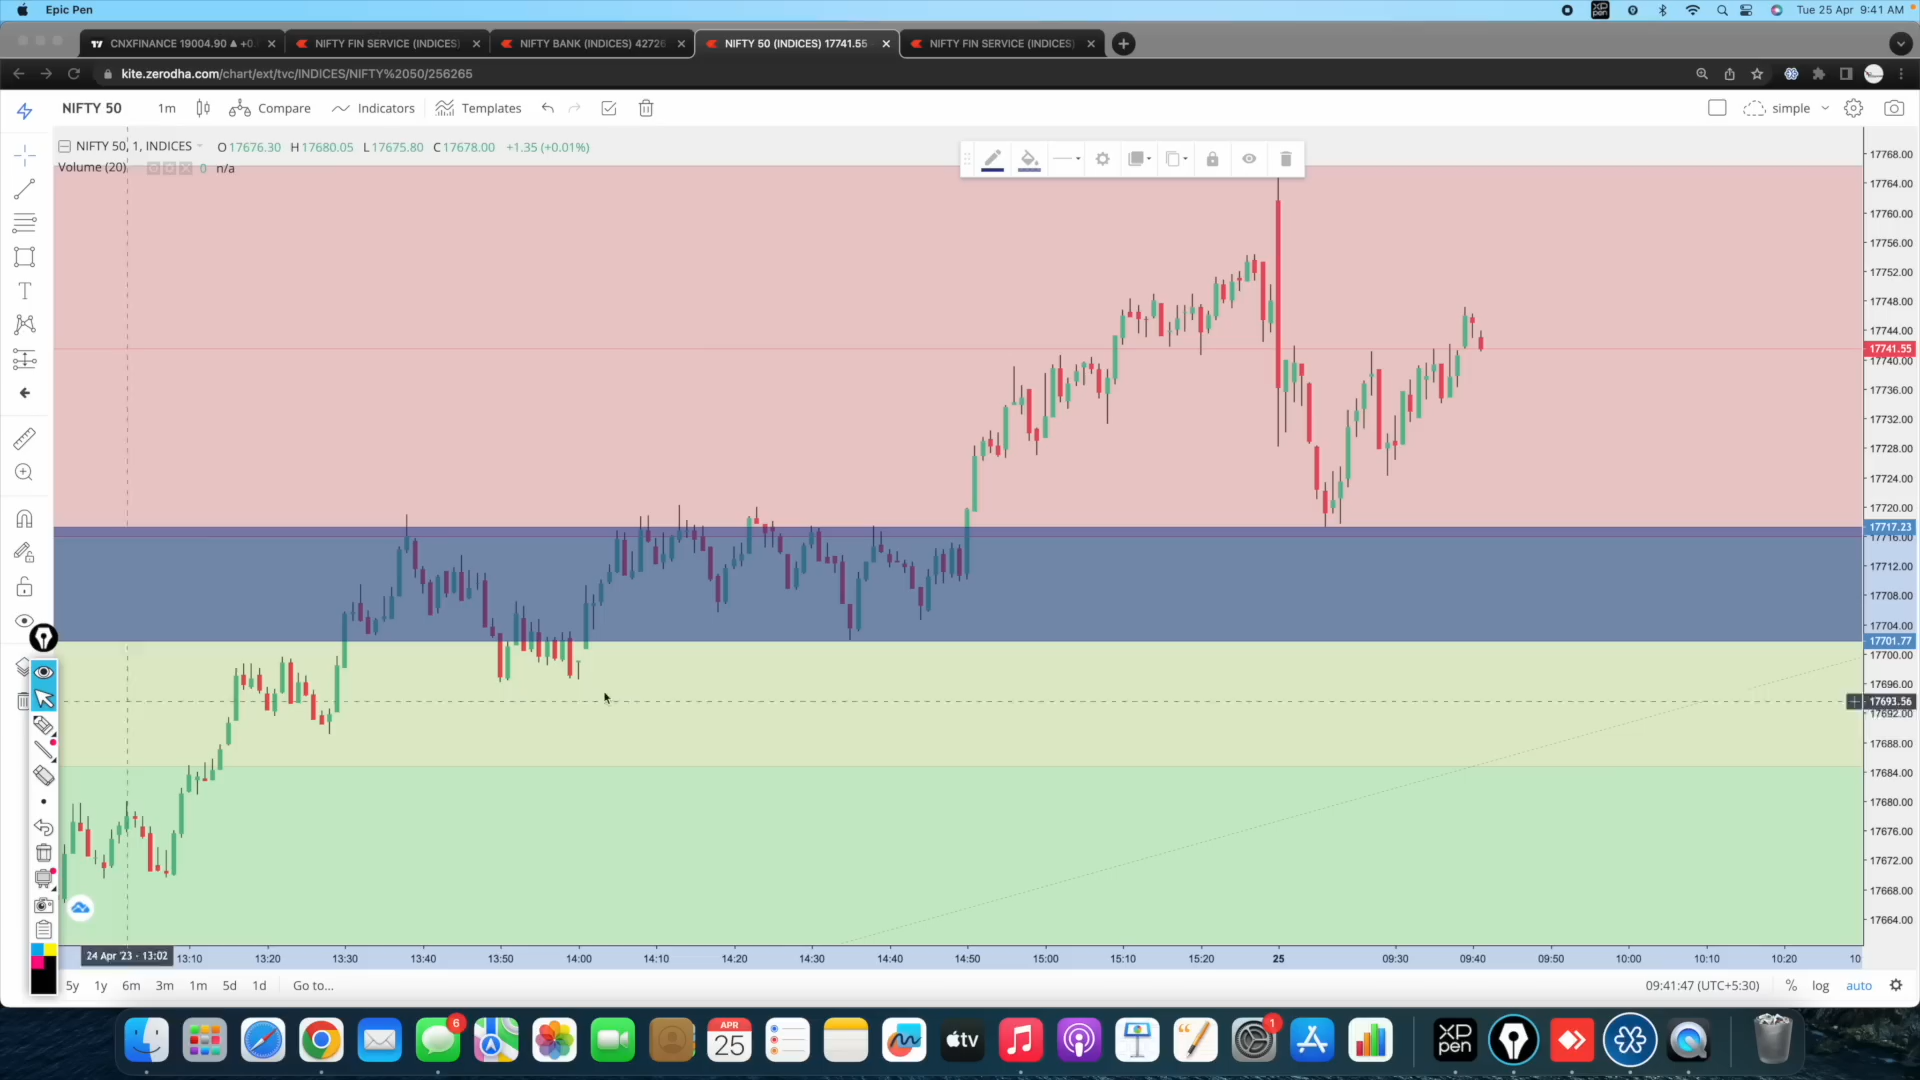 Epic Pen
Tue 25 Apr 9:41 AM
CNXFINANCE 19004.90 ▲ +0.
NIFTY FIN SERVICE (INDICES)
NIFTY BANK (INDICES) 42726
NIFTY 50 (INDICES) 17741.55
NIFTY FIN SERVICE (INDICES)
kite.zerodha.com/chart/ext/tvc/INDICES/NIFTY%2050/256265
NIFTY 50 1m Compare Indicators Templates simple
NIFTY 50, 1, INDICES O17676.30 H17680.05 L17675.80 C17678.00 +1.35 (+0.01%)
Volume (20) 0 n/a
17768.00
17764.00
17760.00
17756.00
17752.00
17748.00
17744.00
17741.55
17740.00
17736.00
17732.00
17728.00
17724.00
17720.00
17717.23
17716.00
17712.00
17708.00
17704.00
17701.77
17700.00
17696.00
17693.56
17692.00
17688.00
17684.00
17680.00
17676.00
17672.00
17668.00
17664.00
24 Apr '23 · 13:02 13:10 13:20 13:30 13:40 13:50 14:00 14:10 14:20 14:30 14:40 14:50 15:00 15:10 15:20 25 09:30 09:40 09:50 10:00 10:10 10:20 10
5y 1y 6m 3m 1m 5d 1d Go to... 09:41:47 (UTC+5:30) % log auto
6
APR
25
tv
1
XP
pen